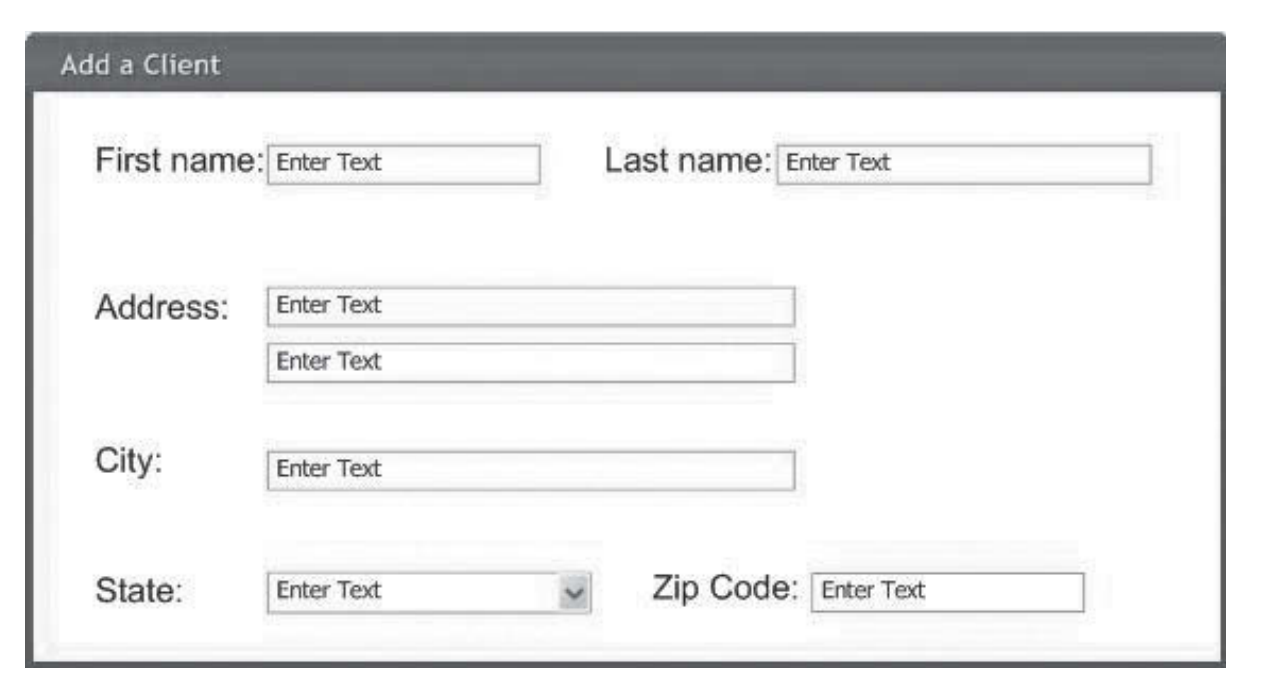 Add a Client
First name: Enter Text Last name: Enter Text
Address: Enter Text
Enter Text
City: Enter Text
State: Enter Text Zip Code: Enter Text